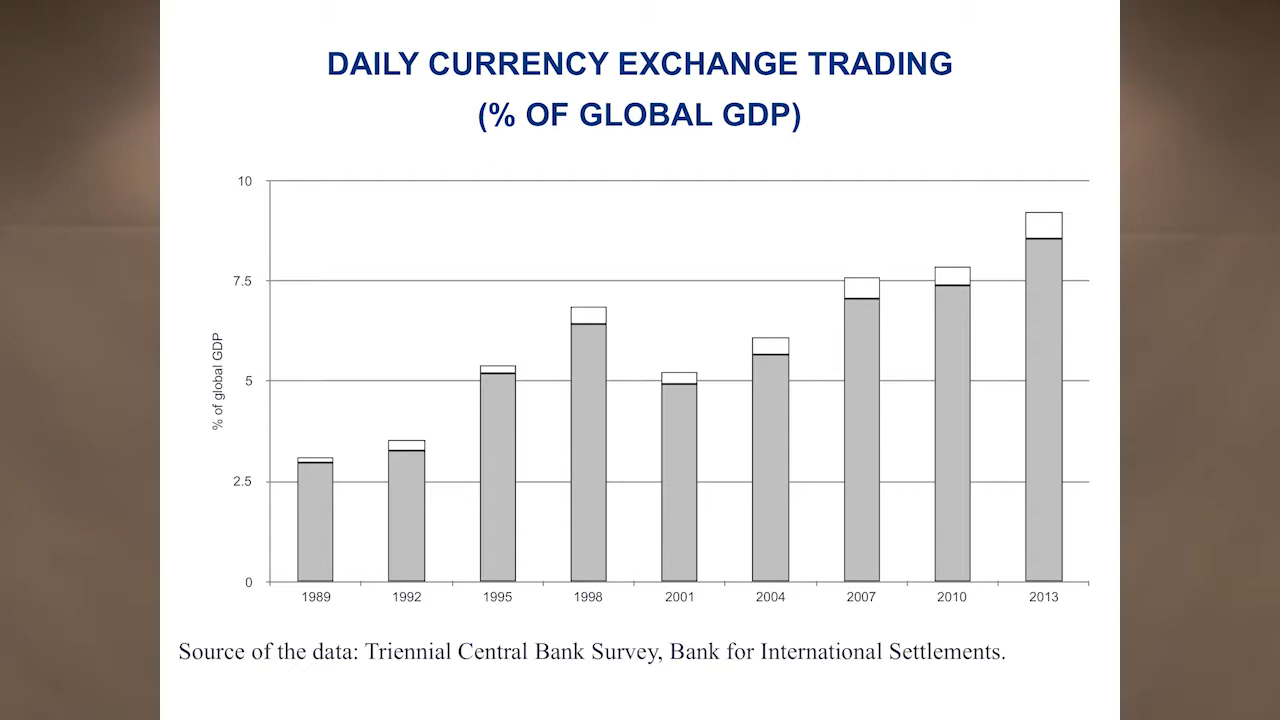 DAILY CURRENCY EXCHANGE TRADING
(% OF GLOBAL GDP)
10
7.5
5
2.5
0
% of global GDP
1989 1992 1995 1998 2001 2004 2007 2010 2013
Source of the data: Triennial Central Bank Survey, Bank for International Settlements.